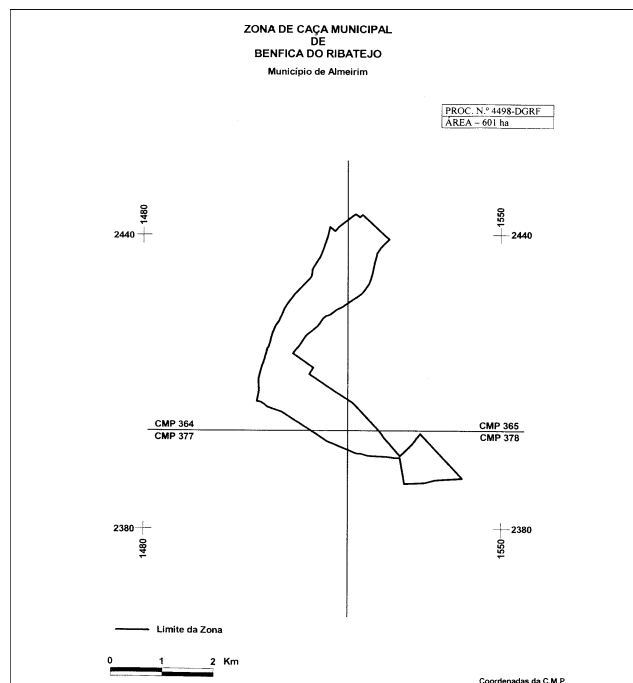 ZONA DE CAÇA MUNICIPAL
DE
BENFICA DO RIBATEJO
Município de Almeirim
PROC. N.º 4498-DGRF
ÁREA – 601 ha
1480
1550
2440
2440
CMP 364
CMP 365
CMP 377
CMP 378
2380
2380
1480
1550
Limite da Zona
0 1 2 Km
Coordenadas da C.M.P.